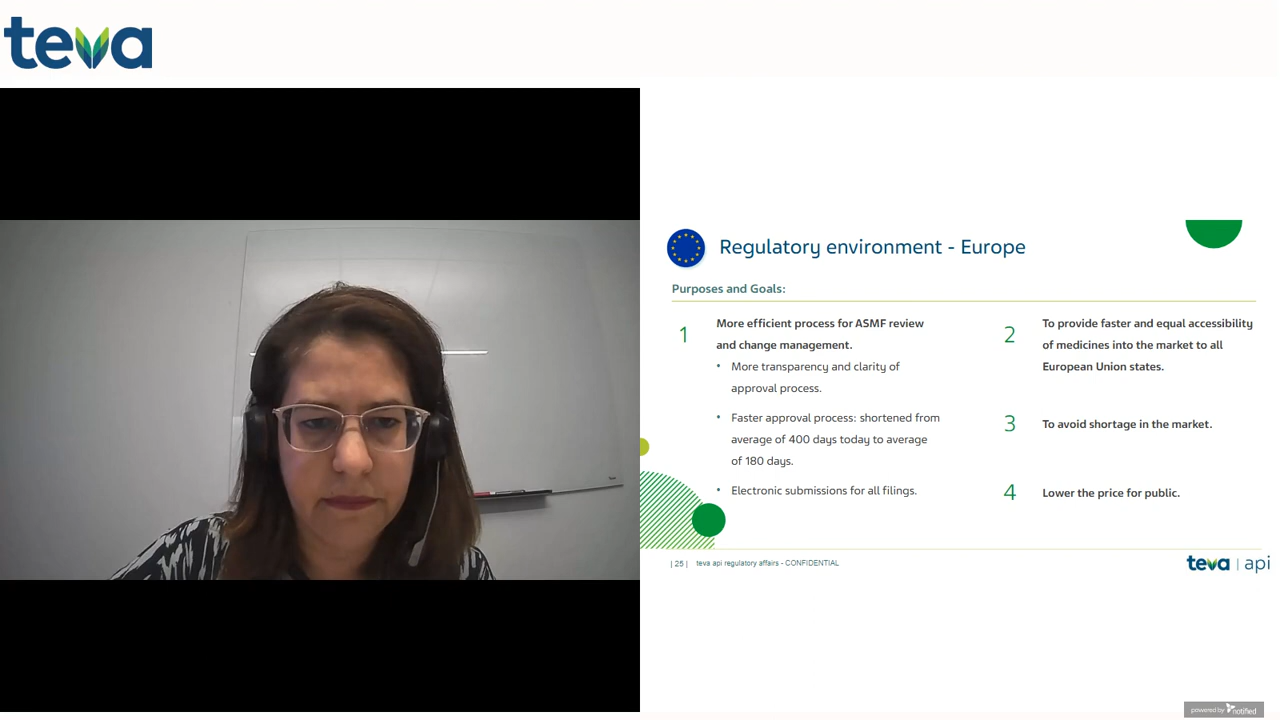 teva
Regulatory environment - Europe
Purposes and Goals:
1
More efficient process for ASMF review
and change management.
• More transparency and clarity of
approval process.
• Faster approval process: shortened from
average of 400 days today to average
of 180 days.
• Electronic submissions for all filings.
2
To provide faster and equal accessibility
of medicines into the market to all
European Union states.
3
To avoid shortage in the market.
4
Lower the price for public.
| 25 | teva api regulatory affairs - CONFIDENTIAL
teva | api
powered by notified